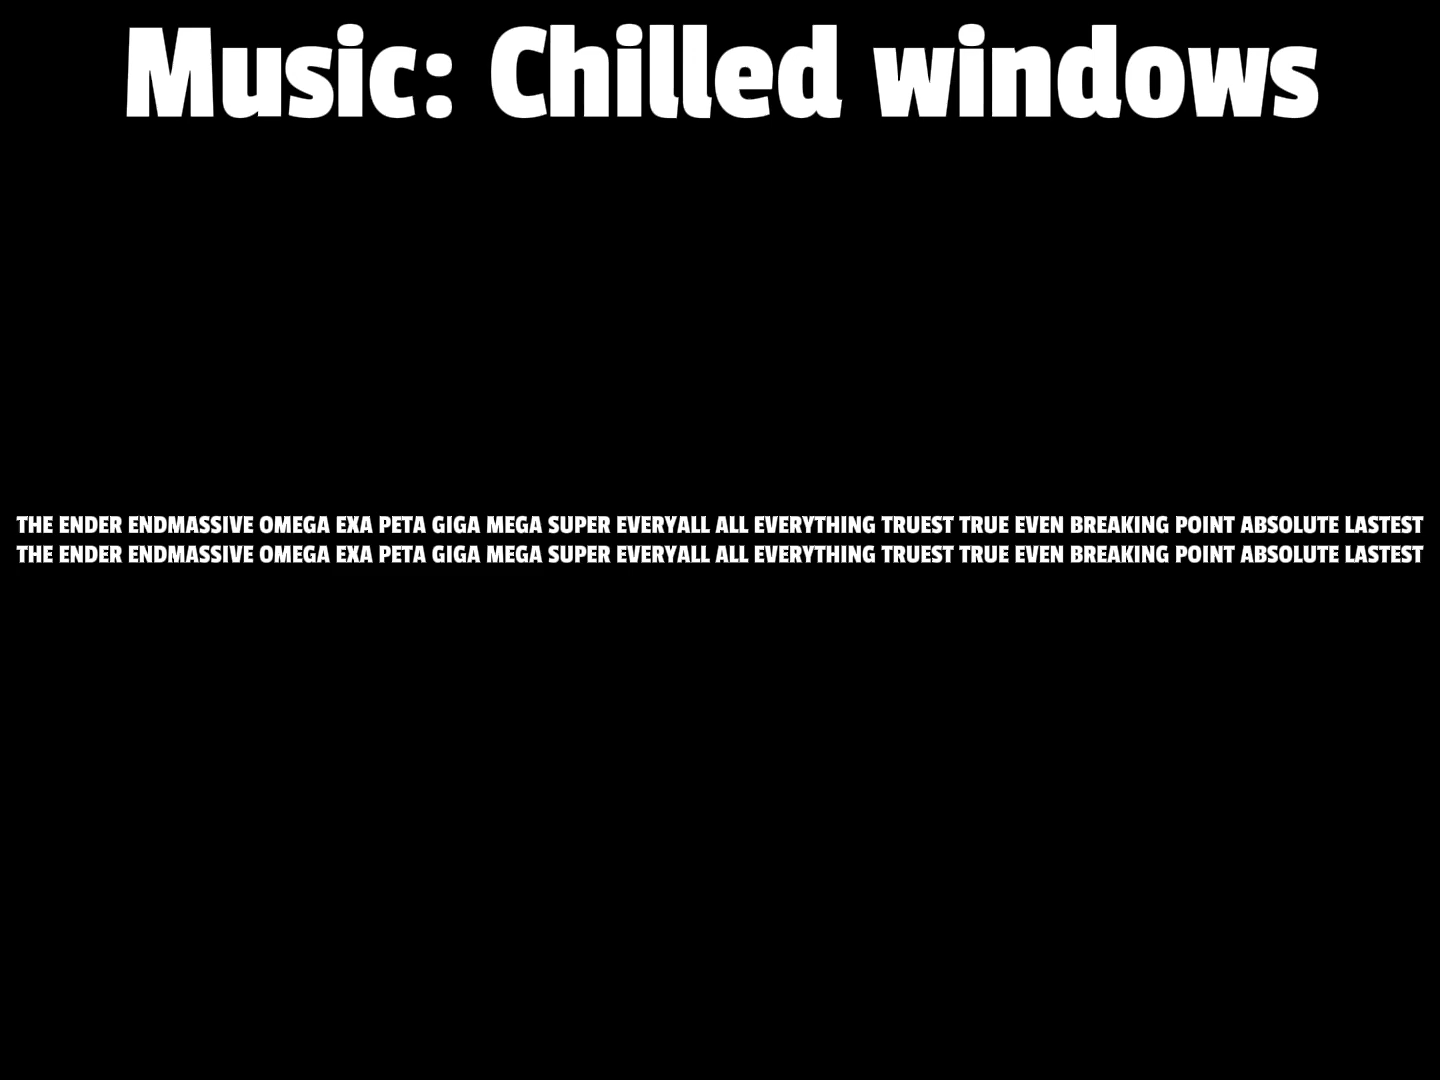 Music: Chilled windows
THE ENDER ENDMASSIVE OMEGA EXA PETA GIGA MEGA SUPER EVERYALL ALL EVERYTHING TRUEST TRUE EVEN BREAKING POINT ABSOLUTE LASTEST
THE ENDER ENDMASSIVE OMEGA EXA PETA GIGA MEGA SUPER EVERYALL ALL EVERYTHING TRUEST TRUE EVEN BREAKING POINT ABSOLUTE LASTEST